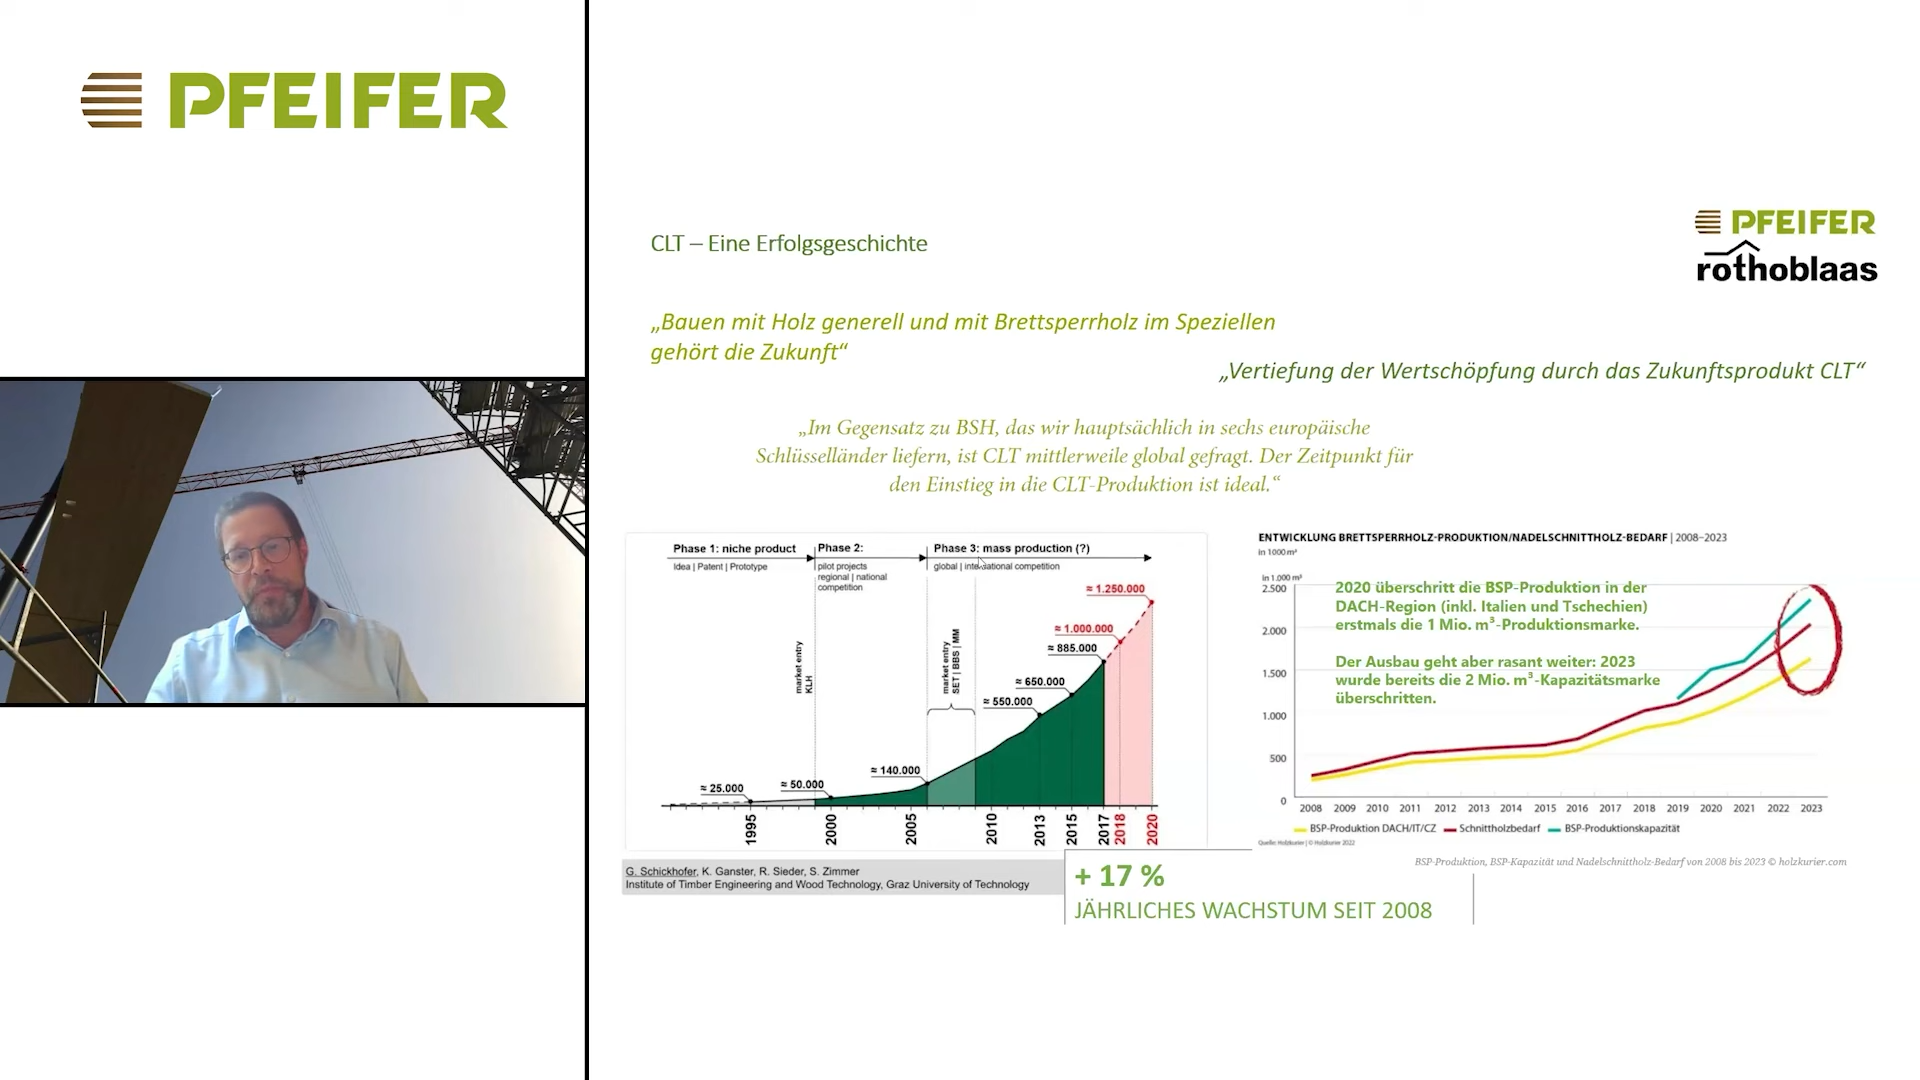 PFEIFER
PFEIFER
rothoblaas
CLT – Eine Erfolgsgeschichte
„Bauen mit Holz generell und mit Brettsperrholz im Speziellen
gehört die Zukunft“
„Vertiefung der Wertschöpfung durch das Zukunftsprodukt CLT“
„Im Gegensatz zu BSH, das wir hauptsächlich in sechs europäische
Schlüsselländer liefern, ist CLT mittlerweile global gefragt. Der Zeitpunkt für
den Einstieg in die CLT-Produktion ist ideal.“
Phase 1: niche product
Idea | Patent | Prototype
Phase 2:
pilot projects
regional | national
competition
Phase 3: mass production (?)
global | international competition
≈ 1.250.000
≈ 1.000.000
≈ 885.000
≈ 650.000
≈ 550.000
≈ 140.000
≈ 50.000
≈ 25.000
market entry
KLH
market entry
SET | BBS | MM
1995
2000
2005
2010
2013
2015
2017
2018
2020
G. Schickhofer, K. Ganster, R. Sieder, S. Zimmer
Institute of Timber Engineering and Wood Technology, Graz University of Technology
ENTWICKLUNG BRETTSPERRHOLZ-PRODUKTION/NADELSCHNITTHOLZ-BEDARF | 2008–2023
in 1000 m³
in 1.000 m³
2.500
2.000
1.500
1.000
500
0
2020 überschritt die BSP-Produktion in der
DACH-Region (inkl. Italien und Tschechien)
erstmals die 1 Mio. m³-Produktionsmarke.
Der Ausbau geht aber rasant weiter: 2023
wurde bereits die 2 Mio. m³-Kapazitätsmarke
überschritten.
2008 2009 2010 2011 2012 2013 2014 2015 2016 2017 2018 2019 2020 2021 2022 2023
BSP-Produktion DACH/IT/CZ Schnittholzbedarf BSP-Produktionskapazität
Quelle: Holzkurier | © Holzkurier 2022
BSP-Produktion, BSP-Kapazität und Nadelschnittholz-Bedarf von 2008 bis 2023 © holzkurier.com
+ 17 %
JÄHRLICHES WACHSTUM SEIT 2008